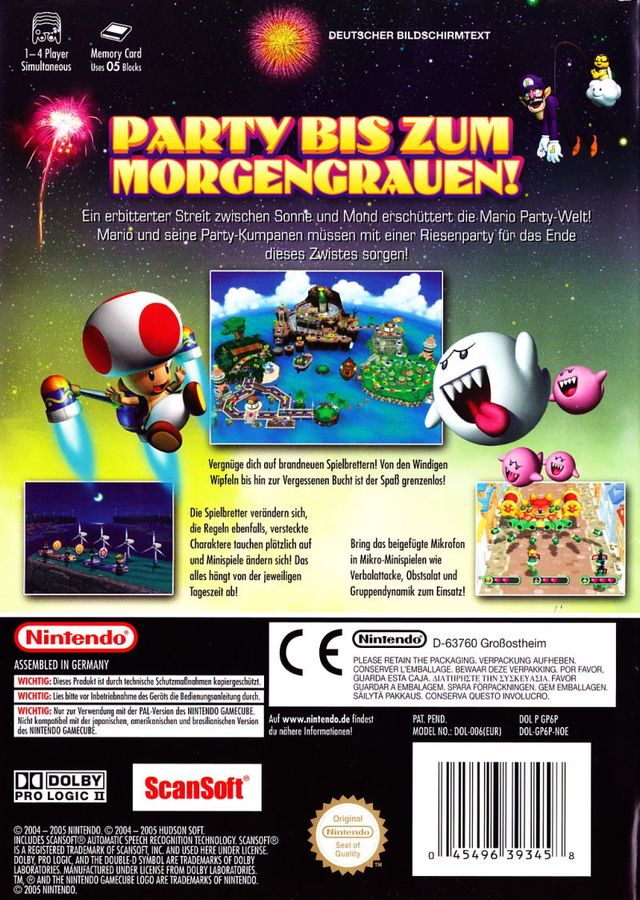 1–4 Player
Simultaneous
Memory Card
Uses 05 Blocks
DEUTSCHER BILDSCHIRMTEXT
PARTY BIS ZUM
MORGENGRAUEN!
Ein erbitterter Streit zwischen Sonne und Mond erschüttert die Mario Party-Welt!
Mario und seine Party-Kumpanen müssen mit einer Riesenparty für das Ende
dieses Zwistes sorgen!
Vergnüge dich auf brandneuen Spielbrettern! Von den Windigen
Wipfeln bis hin zur Vergessenen Bucht ist der Spaß grenzenlos!
Die Spielbretter verändern sich,
die Regeln ebenfalls, versteckte
Charaktere tauchen plötzlich auf
und Minispiele ändern sich! Das
alles hängt von der jeweiligen
Tageszeit ab!
Bring das beigefügte Mikrofon
in Mikro-Minispielen wie
Verbalattacke, Obstsalat und
Gruppendynamik zum Einsatz!
Nintendo®
ASSEMBLED IN GERMANY
WICHTIG: Dieses Produkt ist durch technische Schutzmaßnahmen kopiergeschützt.
WICHTIG: Lies bitte vor Inbetriebnahme des Geräts die Bedienungsanleitung durch.
WICHTIG: Nur zur Verwendung mit der PAL-Version des NINTENDO GAMECUBE.
Nicht kompatibel mit der japanischen, amerikanischen und brasilianischen Version
des NINTENDO GAMECUBE.
CE
Nintendo® D-63760 Großostheim
PLEASE RETAIN THE PACKAGING. VERPACKUNG AUFHEBEN.
CONSERVER L'EMBALLAGE. BEWAAR DEZE VERPAKKING. POR FAVOR,
GUARDA ESTA CAJA. ΔΙΑΤΗΡΗΣΤΕ ΤΗΝ ΣΥΣΚΕΥΑΣΙΑ. FAVOR
GUARDAR A EMBALAGEM. SPARA FÖRPACKNINGEN. GEM EMBALLAGEN.
SÄILYTÄ PAKKAUS. CONSERVA QUESTO INVOLUCRO.
Auf www.nintendo.de findest
du nähere Informationen!
PAT. PEND.
MODEL NO.: DOL-006(EUR)
DOL P GP6P
DOL-GP6P-NOE
DOLBY
PRO LOGIC II
ScanSoft®
© 2004 – 2005 NINTENDO. © 2004 – 2005 HUDSON SOFT.
INCLUDES SCANSOFT® AUTOMATIC SPEECH RECOGNITION TECHNOLOGY. SCANSOFT®
IS A REGISTERED TRADEMARK OF SCANSOFT, INC. AND USED HERE UNDER LICENSE.
DOLBY, PRO LOGIC, AND THE DOUBLE-D SYMBOL ARE TRADEMARKS OF DOLBY
LABORATORIES. MANUFACTURED UNDER LICENSE FROM DOLBY LABORATORIES.
TM, ® AND THE NINTENDO GAMECUBE LOGO ARE TRADEMARKS OF NINTENDO.
© 2005 NINTENDO.
Original
Nintendo
Seal of
Quality
TM
0 45496 39345 8